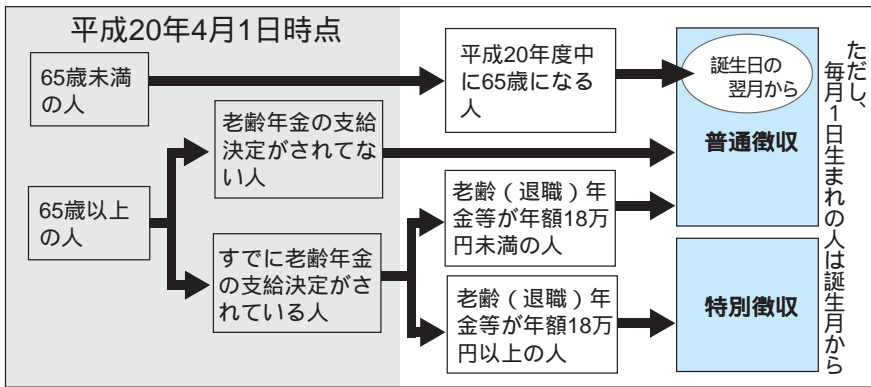 平成20年4月1日時点
65歳未満
の人
平成20年度中
に65歳になる
人
誕生日の
翌月から
普通徴収
老齢年金の支給
決定がされてな
い人
65歳以上
の人
すでに老齢年金
の支給決定がさ
れている人
老齢（退職）年
金等が年額18万
円未満の人
老齢（退職）年
金等が年額18万
円以上の人
特別徴収
ただし、
毎月1日生まれの人は誕生月から